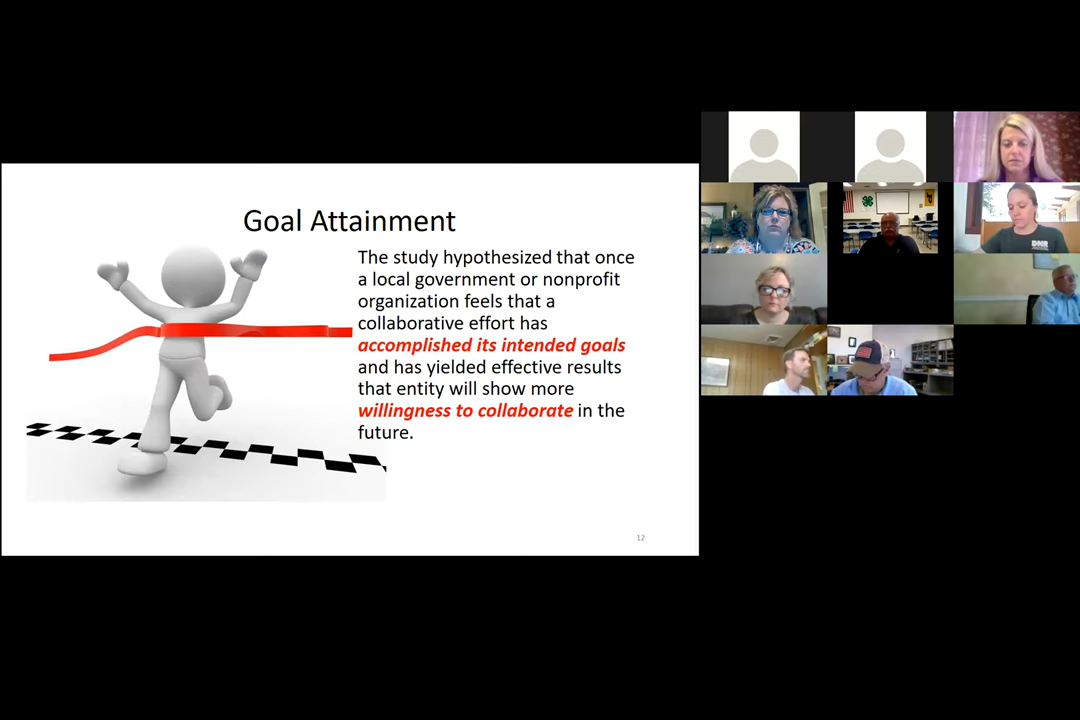 Goal Attainment
The study hypothesized that once
a local government or nonprofit
organization feels that a
collaborative effort has
accomplished its intended goals
and has yielded effective results
that entity will show more
willingness to collaborate in the
future.
12
DNR